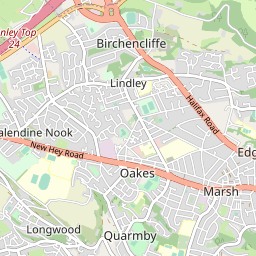 nley Top
24
Birchencliffe
Lindley
Halifax Road
alendine Nook
New Hey Road
Edg
Oakes
Marsh
Longwood
Quarmby